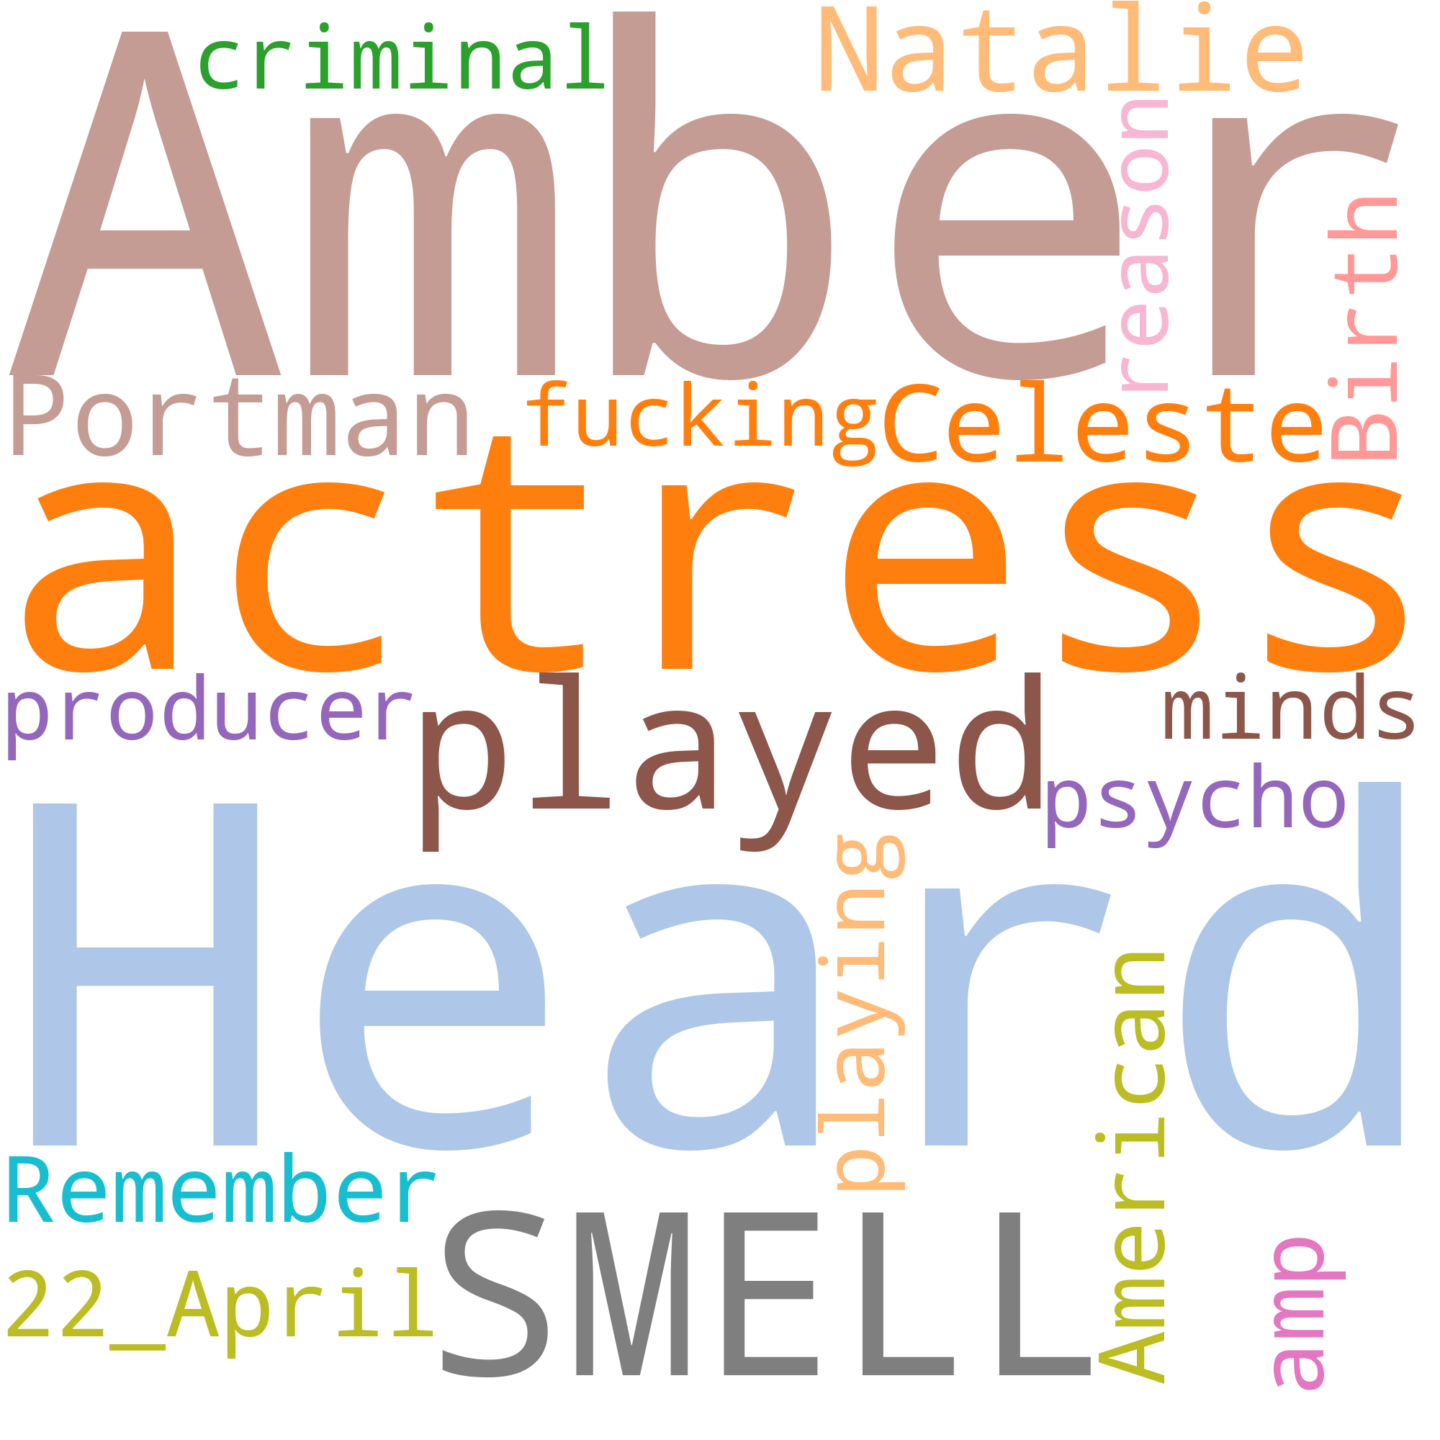 criminal
Natalie
Amber
reason
Birth
Portman
fucking
Celeste
actress
producer
played
minds
psycho
Heard
playing
American
Remember
SMELL
22_April
amp